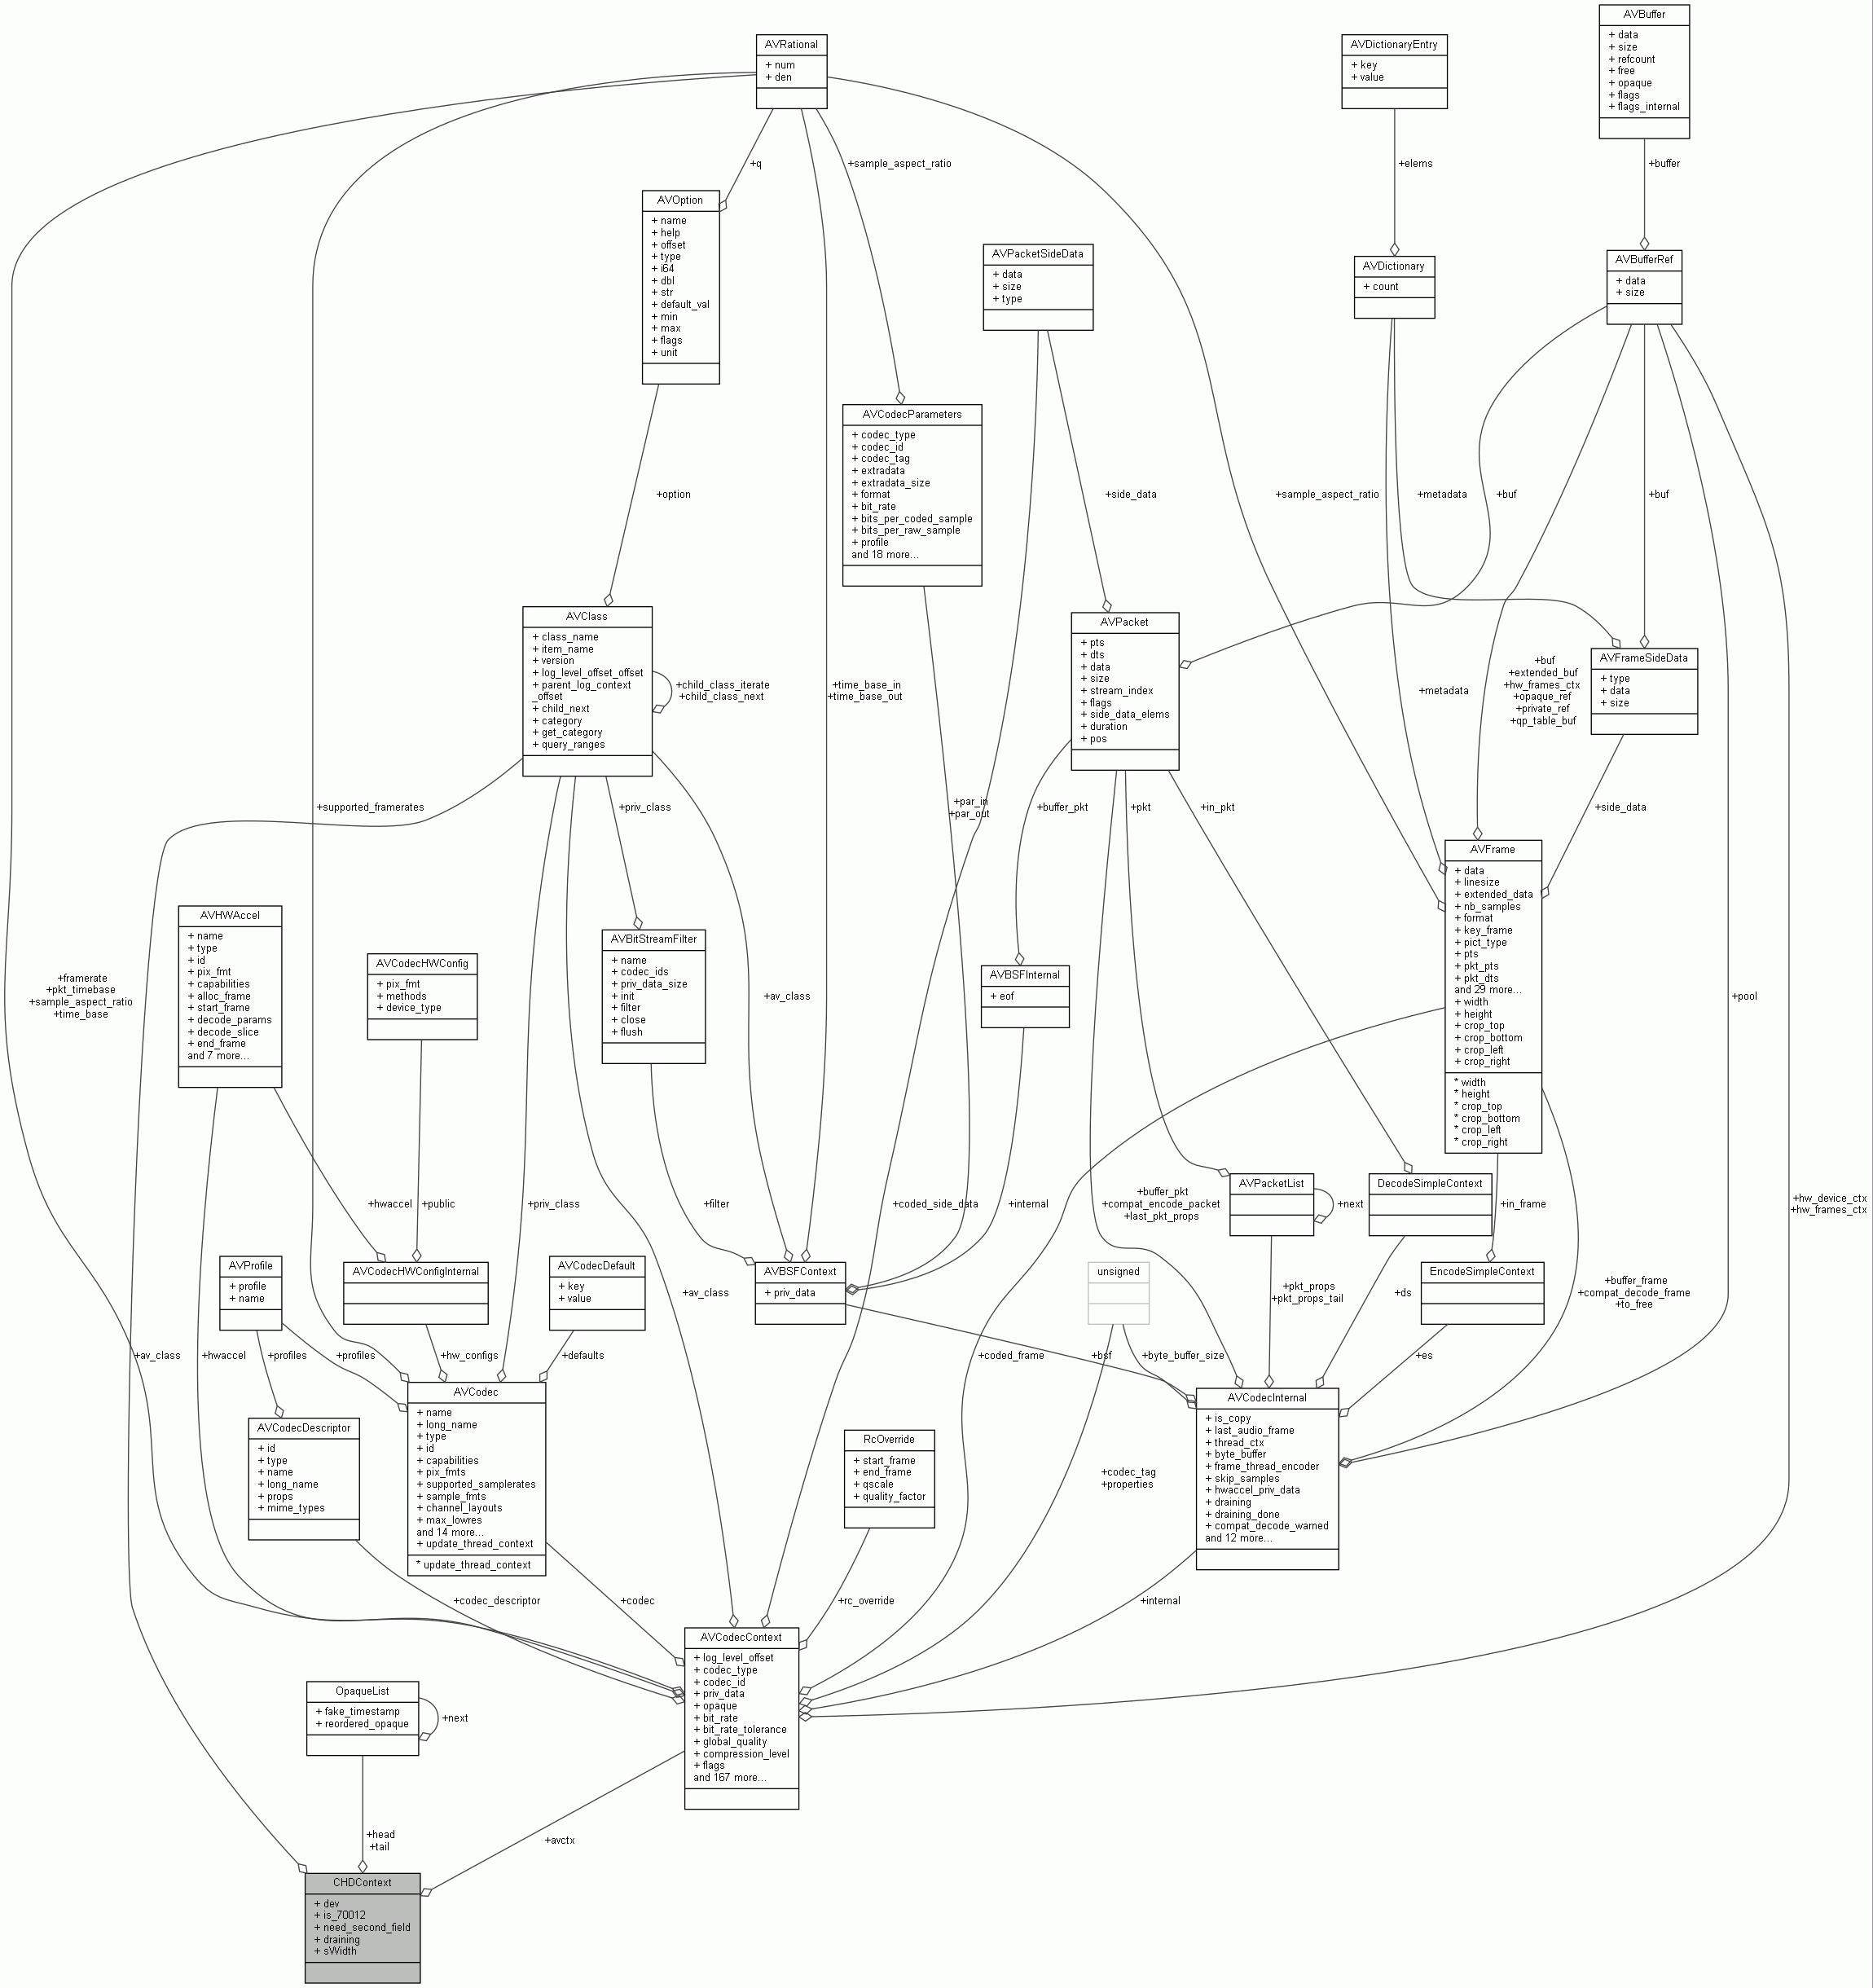 AVBuffer
+ data
+ size
+ refcount
+ free
+ opaque
+ flags
+ flags_internal
AVRational
+ num
+ den
AVDictionaryEntry
+ key
+ value
+q
+sample_aspect_ratio
+elems
+buffer
AVOption
+ name
+ help
+ offset
+ type
+ i64
+ dbl
+ str
+ default_val
+ min
+ max
+ flags
+ unit
AVPacketSideData
+ data
+ size
+ type
AVDictionary
+ count
AVBufferRef
+ data
+ size
AVCodecParameters
+ codec_type
+ codec_id
+ codec_tag
+ extradata
+ extradata_size
+ format
+ bit_rate
+ bits_per_coded_sample
+ bits_per_raw_sample
+ profile
and 18 more...
+option
+side_data
+sample_aspect_ratio
+metadata
+buf
+buf
AVClass
+ class_name
+ item_name
+ version
+ log_level_offset_offset
+ parent_log_context
_offset
+ child_next
+ category
+ get_category
+ query_ranges
+child_class_iterate
+child_class_next
+time_base_in
+time_base_out
AVPacket
+ pts
+ dts
+ data
+ size
+ stream_index
+ flags
+ side_data_elems
+ duration
+ pos
+metadata
+buf
+extended_buf
+hw_frames_ctx
+opaque_ref
+private_ref
+qp_table_buf
AVFrameSideData
+ type
+ data
+ size
+supported_framerates
+priv_class
+par_in
+par_out
+buffer_pkt
+pkt
+in_pkt
+side_data
AVFrame
+ data
+ linesize
+ extended_data
+ nb_samples
+ format
+ key_frame
+ pict_type
+ pts
+ pkt_pts
+ pkt_dts
and 29 more...
+ width
+ height
+ crop_top
+ crop_bottom
+ crop_left
+ crop_right
* width
* height
* crop_top
* crop_bottom
* crop_left
* crop_right
+framerate
+pkt_timebase
+sample_aspect_ratio
+time_base
AVHWAccel
+ name
+ type
+ id
+ pix_fmt
+ capabilities
+ alloc_frame
+ start_frame
+ decode_params
+ decode_slice
+ end_frame
and 7 more...
AVCodecHWConfig
+ pix_fmt
+ methods
+ device_type
AVBitStreamFilter
+ name
+ codec_ids
+ priv_data_size
+ init
+ filter
+ close
+ flush
+av_class
AVBSFInternal
+ eof
+pool
+hwaccel
+public
+priv_class
+filter
+coded_side_data
+internal
+buffer_pkt
+compat_encode_packet
+last_pkt_props
AVPacketList
+next
DecodeSimpleContext
+in_frame
+hw_device_ctx
+hw_frames_ctx
AVProfile
+ profile
+ name
AVCodecHWConfigInternal
AVCodecDefault
+ key
+ value
+av_class
AVBSFContext
+ priv_data
unsigned
+pkt_props
+pkt_props_tail
+ds
EncodeSimpleContext
+buffer_frame
+compat_decode_frame
+to_free
+av_class
+hwaccel
+profiles
+profiles
+hw_configs
+defaults
+coded_frame
+bsf
+byte_buffer_size
+es
AVCodecDescriptor
+ id
+ type
+ name
+ long_name
+ props
+ mime_types
AVCodec
+ name
+ long_name
+ type
+ id
+ capabilities
+ pix_fmts
+ supported_samplerates
+ sample_fmts
+ channel_layouts
+ max_lowres
and 14 more...
+ update_thread_context
* update_thread_context
RcOverride
+ start_frame
+ end_frame
+ qscale
+ quality_factor
+codec_tag
+properties
AVCodecInternal
+ is_copy
+ last_audio_frame
+ thread_ctx
+ byte_buffer
+ frame_thread_encoder
+ skip_samples
+ hwaccel_priv_data
+ draining
+ draining_done
+ compat_decode_warned
and 12 more...
+codec_descriptor
+codec
+rc_override
+internal
AVCodecContext
+ log_level_offset
+ codec_type
+ codec_id
+ priv_data
+ opaque
+ bit_rate
+ bit_rate_tolerance
+ global_quality
+ compression_level
+ flags
and 167 more...
OpaqueList
+ fake_timestamp
+ reordered_opaque
+next
+head
+tail
+avctx
CHDContext
+ dev
+ is_70012
+ need_second_field
+ draining
+ sWidth